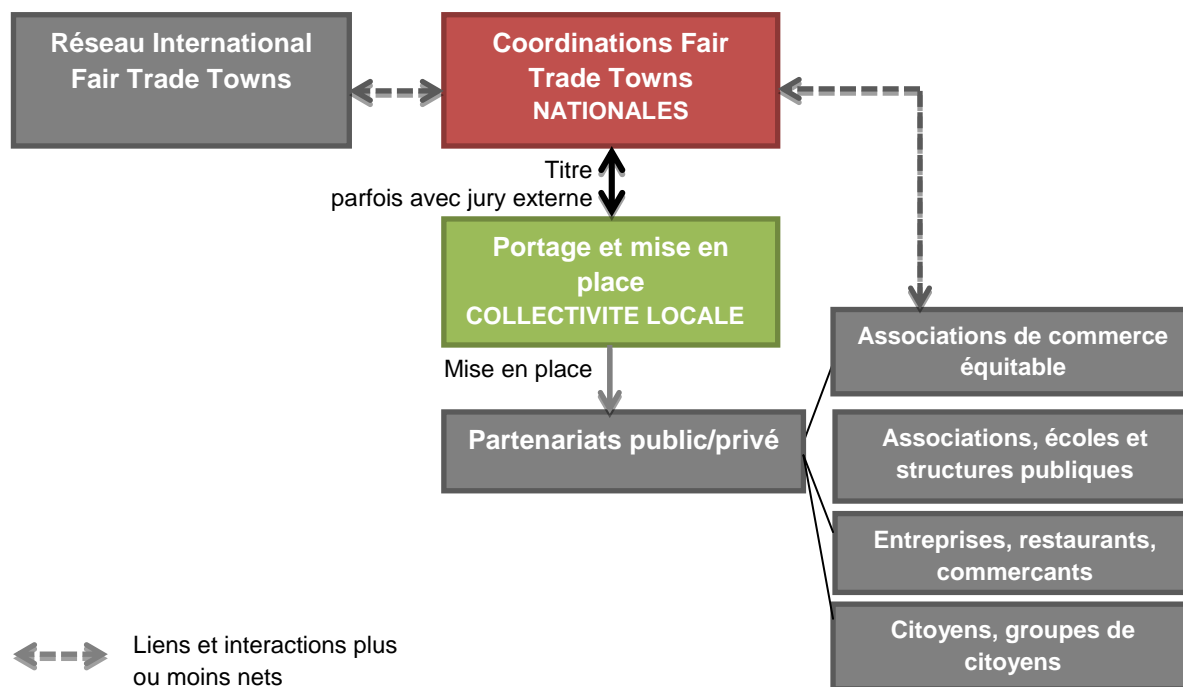 Réseau International
Fair Trade Towns
Coordinations Fair
Trade Towns
NATIONALES
Titre
parfois avec jury externe
Portage et mise en
place
COLLECTIVITE LOCALE
Mise en place
Partenariats public/privé
Associations de commerce
équitable
Associations, écoles et
structures publiques
Entreprises, restaurants,
commercants
Citoyens, groupes de
citoyens
Liens et interactions plus
ou moins nets